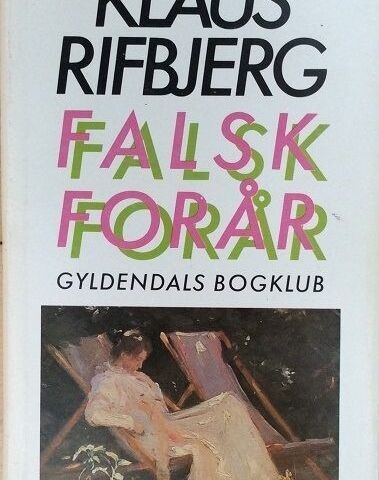 KLAUS
RIFBJERG
FALSK
FORÅR
GYLDENDALS BOGKLUB